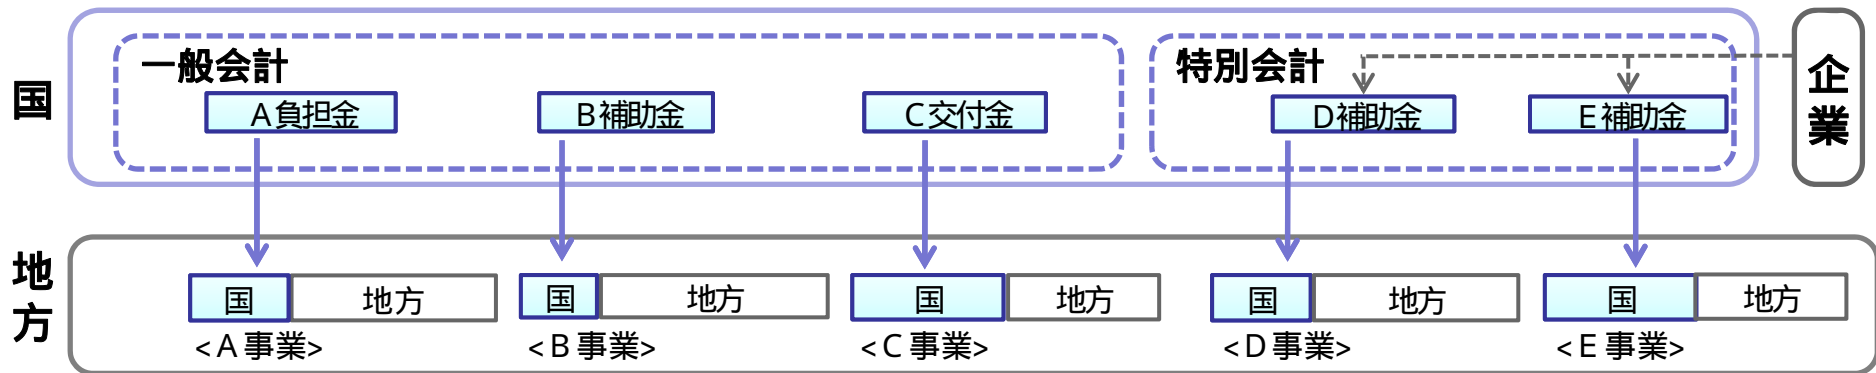 国
一般会計
特別会計
企業
A負担金
B補助金
C交付金
D補助金
E補助金
地方
国
地方
国
地方
国
地方
国
地方
国
地方
<A事業>
<B事業>
<C事業>
<D事業>
<E事業>